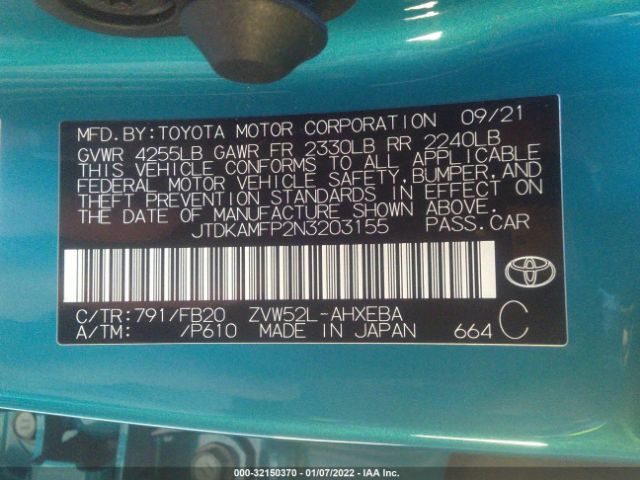 MFD.BY:TOYOTA MOTOR CORPORATION 09/21
GVWR 4255LB GAWR FR 2330LB RR 2240LB
THIS VEHICLE CONFORMS TO ALL APPLICABLE
FEDERAL MOTOR VEHICLE SAFETY,BUMPER,AND
THEFT PREVENTION STANDARDS IN EFFECT ON
THE DATE OF MANUFACTURE SHOWN ABOVE.
JTDKAMFP2N3203155 PASS.CAR
C/TR:791/FB20 ZVW52L-AHXEBA
A/TM: /P610 MADE IN JAPAN 664 C
000-32150370 - 01/07/2022 - IAA Inc.